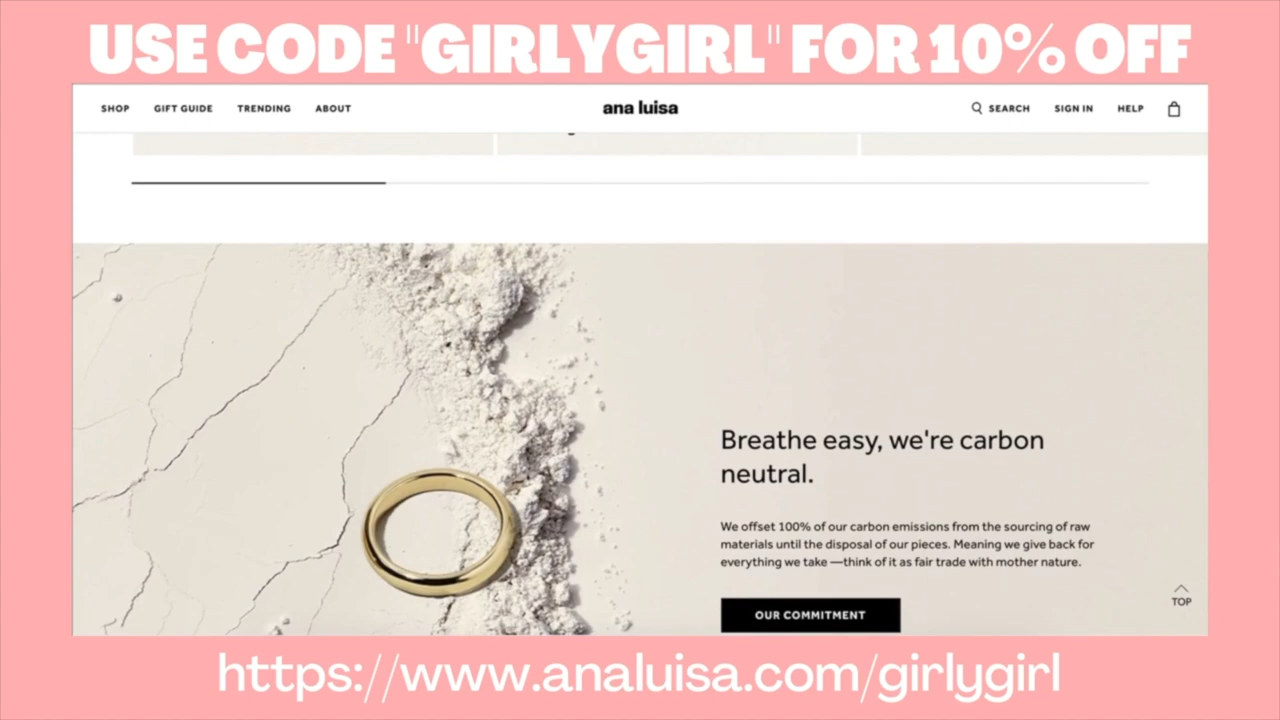 USE CODE "GIRLYGIRL" FOR 10% OFF
SHOP GIFT GUIDE TRENDING ABOUT ana luisa SEARCH SIGN IN HELP
Breathe easy, we're carbon
neutral.
We offset 100% of our carbon emissions from the sourcing of raw
materials until the disposal of our pieces. Meaning we give back for
everything we take —think of it as fair trade with mother nature.
OUR COMMITMENT
TOP
https://www.analuisa.com/girlygirl